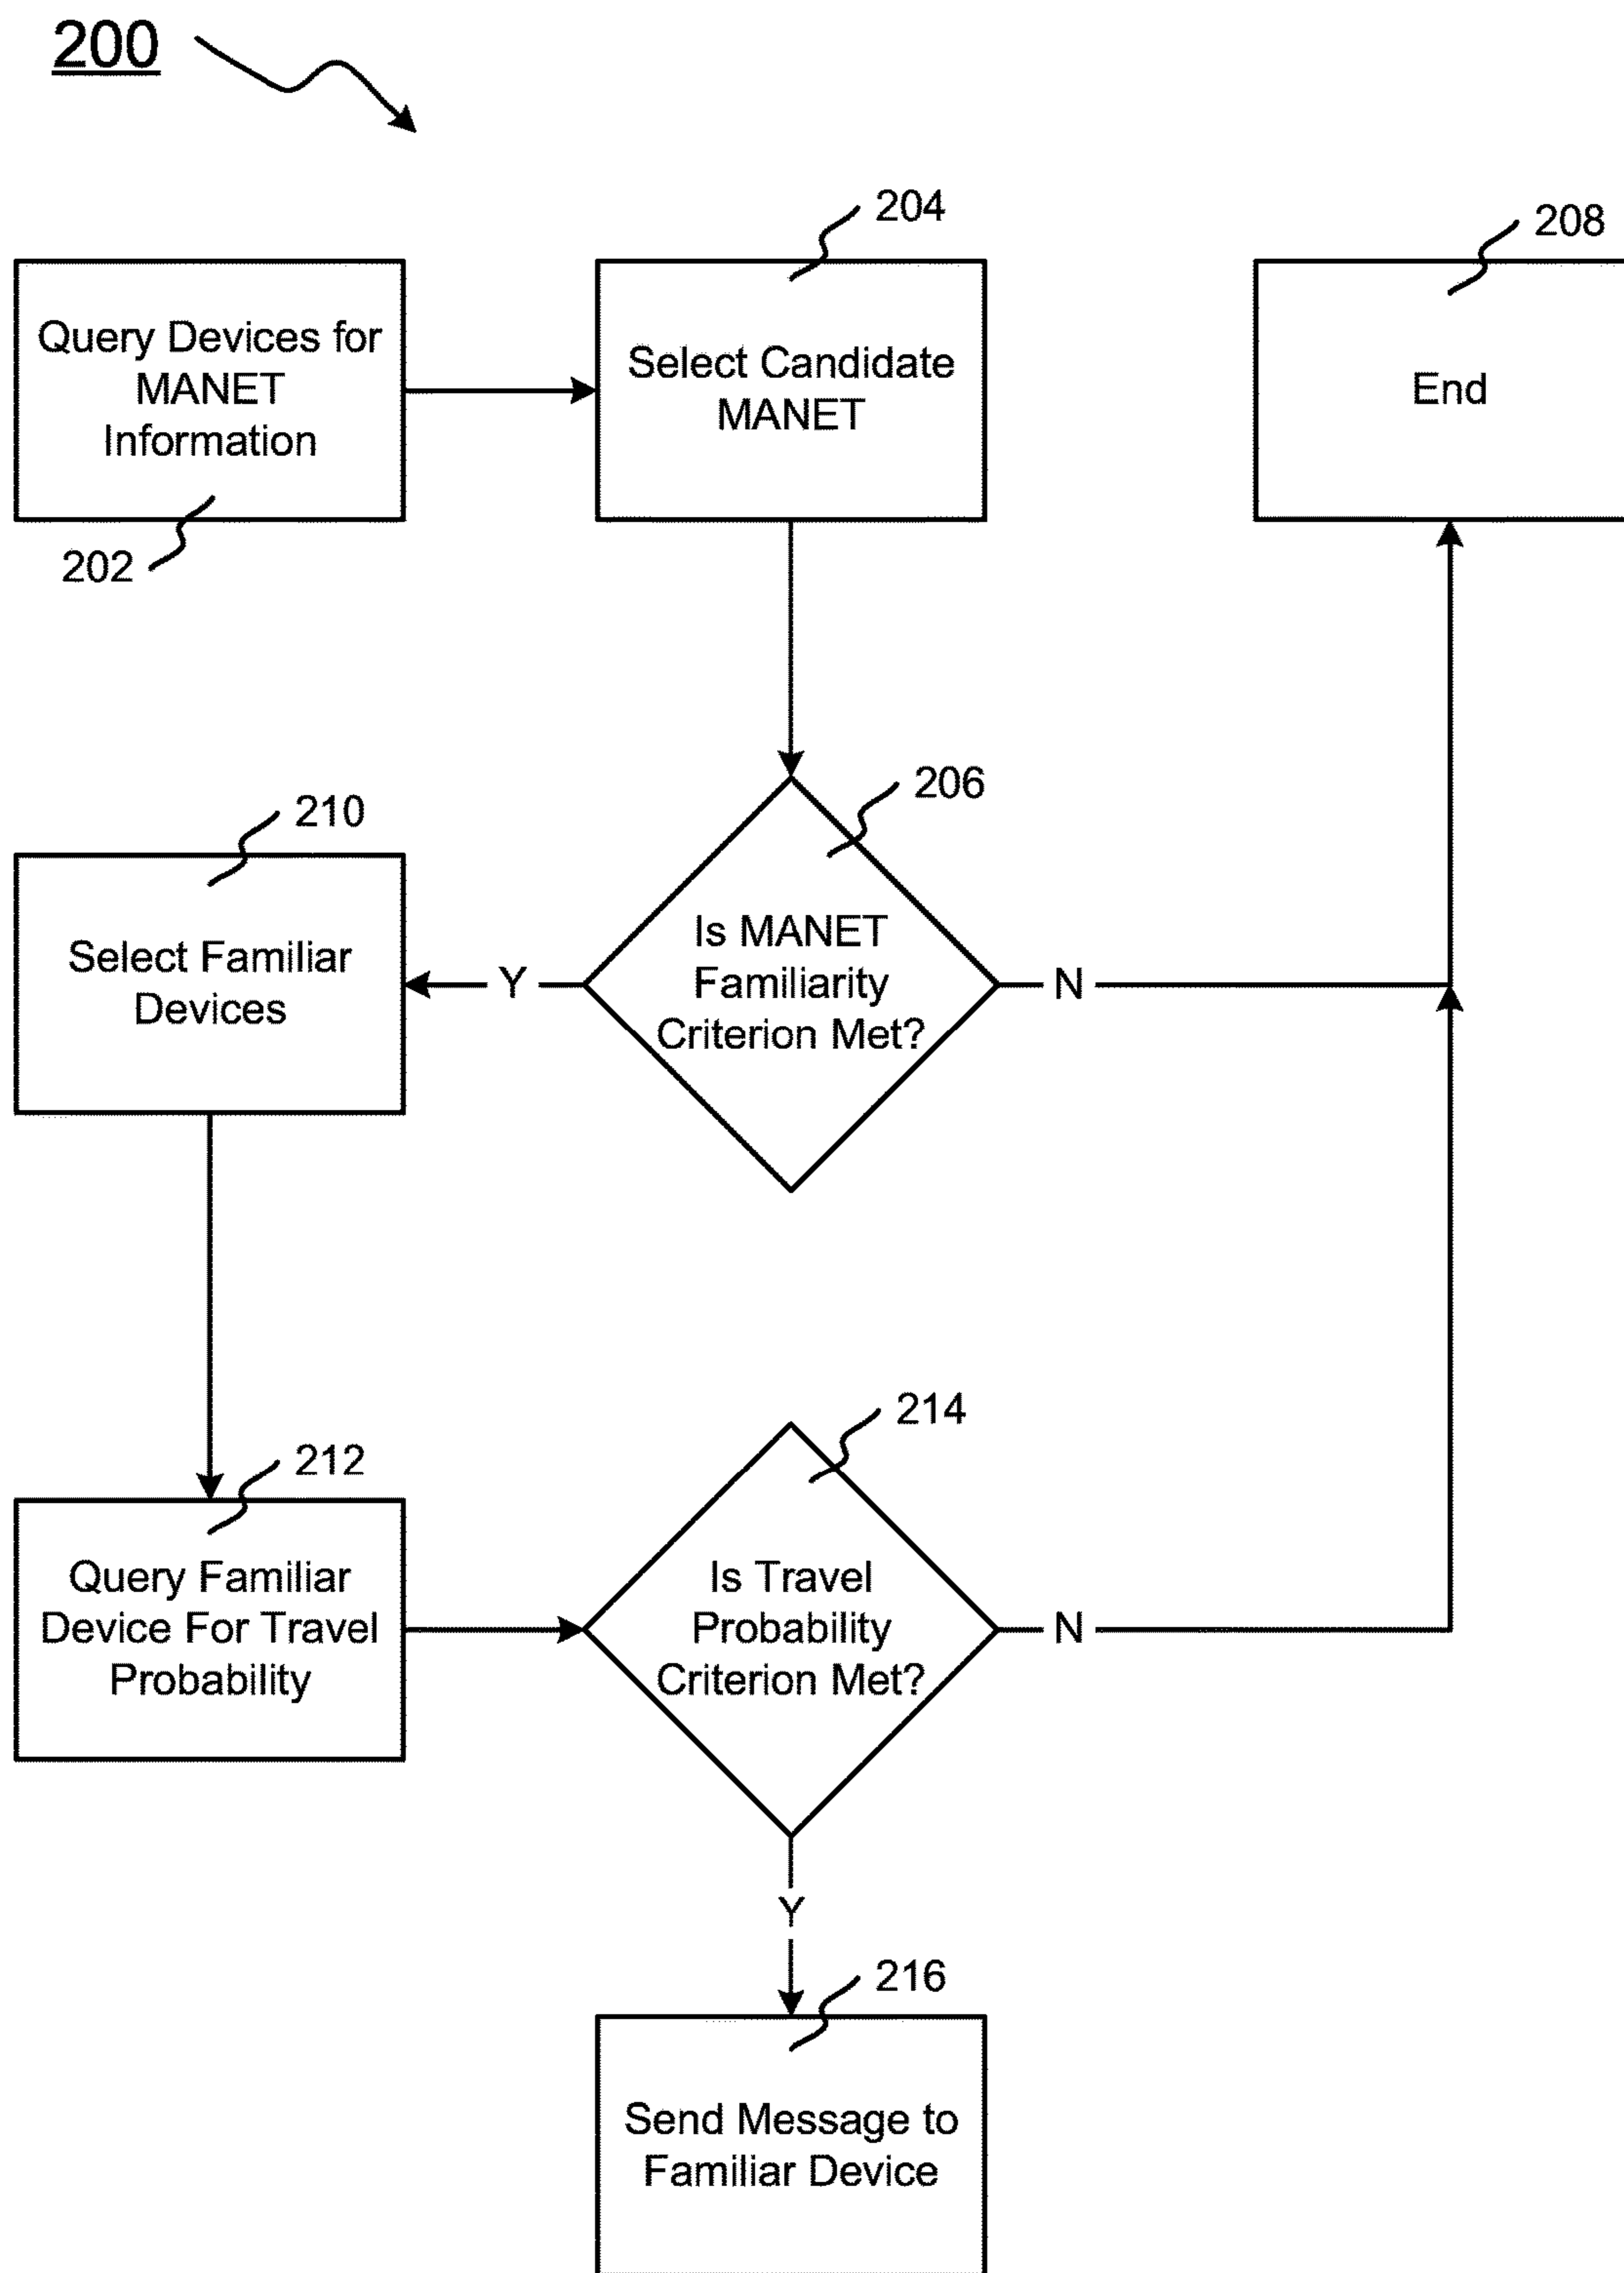 200
204
208
Query Devices for
MANET
Information
Select Candidate
MANET
End
202
206
210
Is MANET
Familiarity
Criterion Met?
Select Familiar
Devices
Y
N
214
212
Query Familiar
Device For Travel
Probability
Is Travel
Probability
Criterion Met?
N
Y
216
Send Message to
Familiar Device